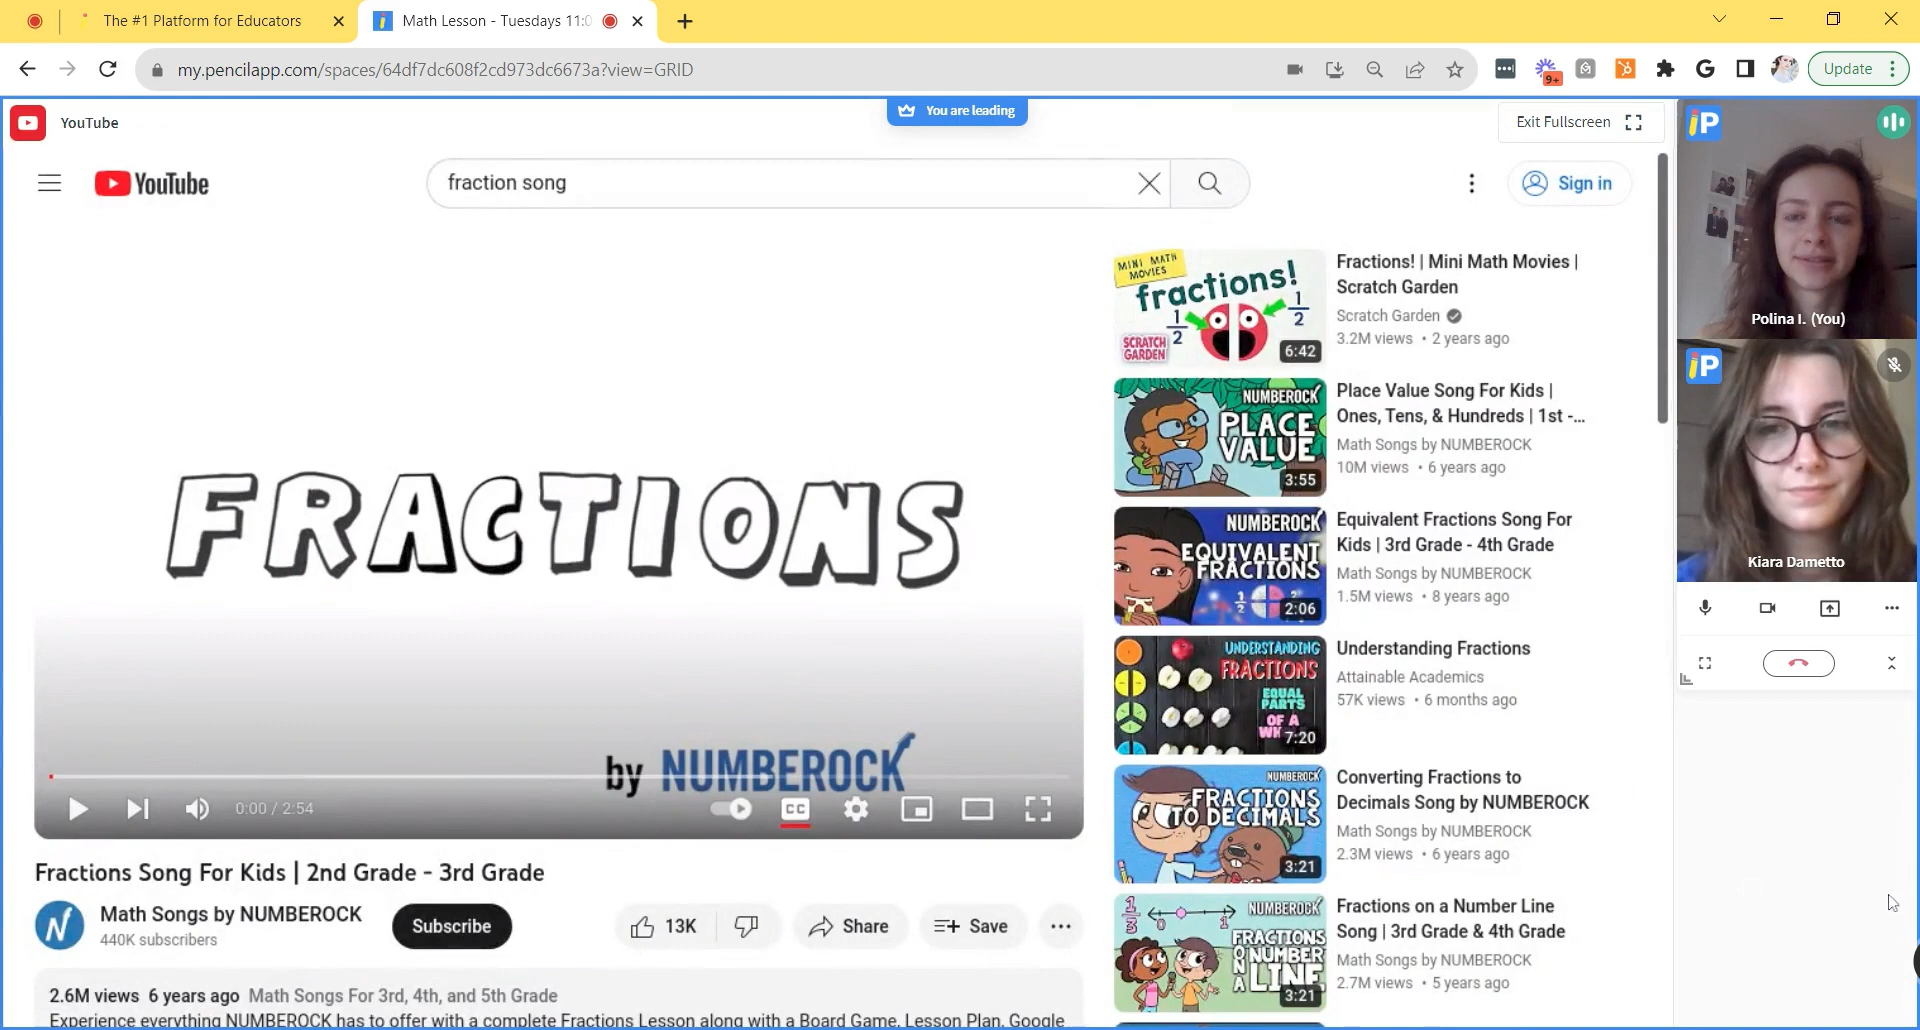 The #1 Platform for Educators
Math Lesson - Tuesdays 11:0
my.pencilapp.com/spaces/64df7dc608f2cd973dc6673a?view=GRID
9+
Update
YouTube
You are leading
Exit Fullscreen
YouTube
fraction song
Sign in
FRACTIONS
by NUMBEROCK
CC
0:00 / 2:54
Fractions Song For Kids | 2nd Grade - 3rd Grade
Math Songs by NUMBEROCK
440K subscribers
Subscribe
13K
Share
Save
2.6M views 6 years ago Math Songs For 3rd, 4th, and 5th Grade
Experience everything NUMBEROCK has to offer with a complete Fractions Lesson along with a Board Game, Lesson Plan, Google
MINI MATH MOVIES
fractions!
1/2
1/2
SCRATCH GARDEN
6:42
Fractions! | Mini Math Movies |
Scratch Garden
Scratch Garden
3.2M views • 2 years ago
NUMBEROCK
PLACE
VALUE
3:55
Place Value Song For Kids |
Ones, Tens, & Hundreds | 1st -...
Math Songs by NUMBEROCK
10M views • 6 years ago
NUMBEROCK
EQUIVALENT
FRACTIONS
2:06
Equivalent Fractions Song For
Kids | 3rd Grade - 4th Grade
Math Songs by NUMBEROCK
1.5M views • 8 years ago
UNDERSTANDING
FRACTIONS
EQUAL
PARTS
OF A
7:20
Understanding Fractions
Attainable Academics
57K views • 6 months ago
NUMBEROCK
FRACTIONS
TO DECIMALS
3:21
Converting Fractions to
Decimals Song by NUMBEROCK
Math Songs by NUMBEROCK
2.3M views • 6 years ago
1/3
0
1
NUMBEROCK
FRACTIONS
ON A NUMBER
LINE
3:21
Fractions on a Number Line
Song | 3rd Grade & 4th Grade
Math Songs by NUMBEROCK
2.7M views • 5 years ago
P
Polina I. (You)
P
Kiara Dametto